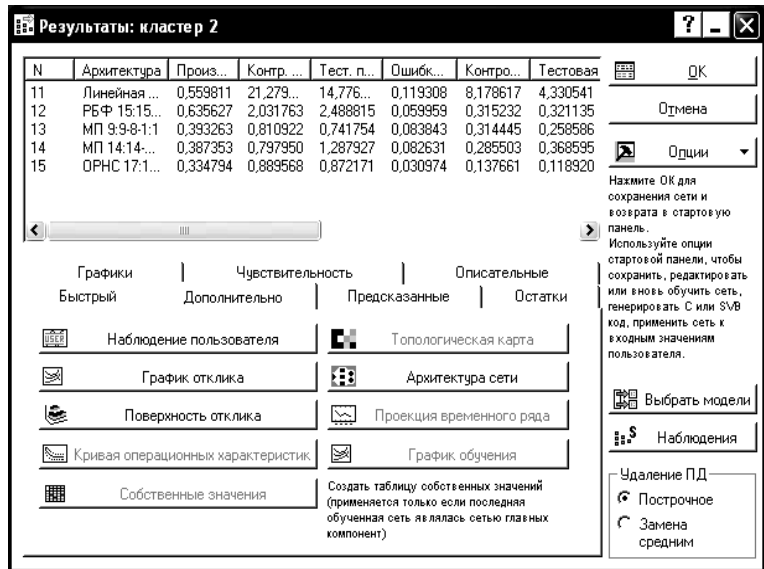 Результаты: кластер 2
N Архитектура Произ... Контр. ... Тест. п... Ошибк... Контро... Тестовая
11 Линейная ... 0,559811 21,279... 14,776... 0,119308 8,178617 4,330541
12 РБФ 15:15... 0,635627 2,031763 2,488815 0,059959 0,315232 0,321135
13 МП 9:9-8-1:1 0,393263 0,810922 0,741754 0,083843 0,314445 0,258586
14 МП 14:14-... 0,387353 0,797950 1,287927 0,082631 0,285503 0,368595
15 ОРНС 17:1... 0,334794 0,889568 0,872171 0,030974 0,137661 0,118920
Графики Чувствительность Описательные
Быстрый Дополнительно Предсказанные Остатки
USER Наблюдение пользователя
Топологическая карта
График отклика
Архитектура сети
Поверхность отклика
Проекция временного ряда
Кривая операционных характеристик
График обучения
Собственные значения
Создать таблицу собственных значений
(применяется только если последняя
обученная сеть являлась сетью главных
компонент)
OK
Отмена
Опции
Нажмите ОК для
сохранения сети и
возврата в стартовую
панель.
Используйте опции
стартовой панели, чтобы
сохранить, редактировать
или вновь обучить сеть,
генерировать С или SVB
код, применить сеть к
входным значениям
пользователя.
Выбрать модели
S Наблюдения
Удаление ПД
Построчное
Замена
средним